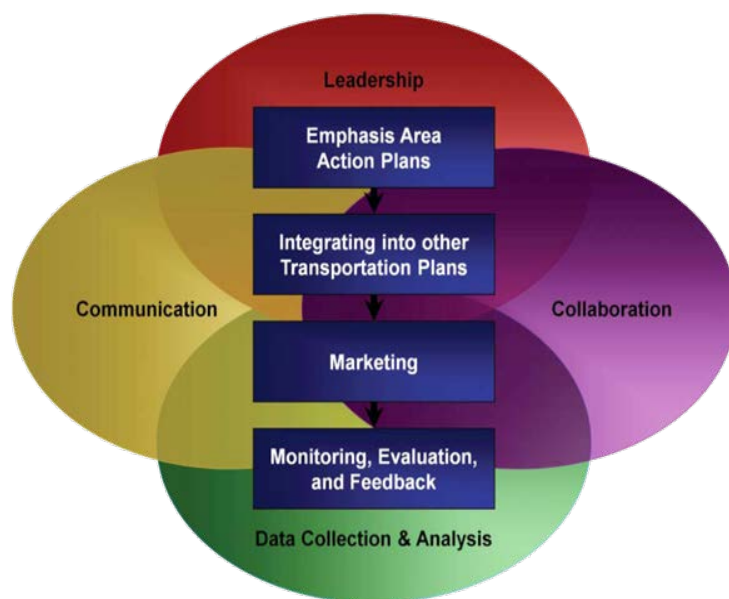 Leadership
Emphasis Area
Action Plans
Integrating into other
Transportation Plans
Communication
Collaboration
Marketing
Monitoring, Evaluation,
and Feedback
Data Collection & Analysis